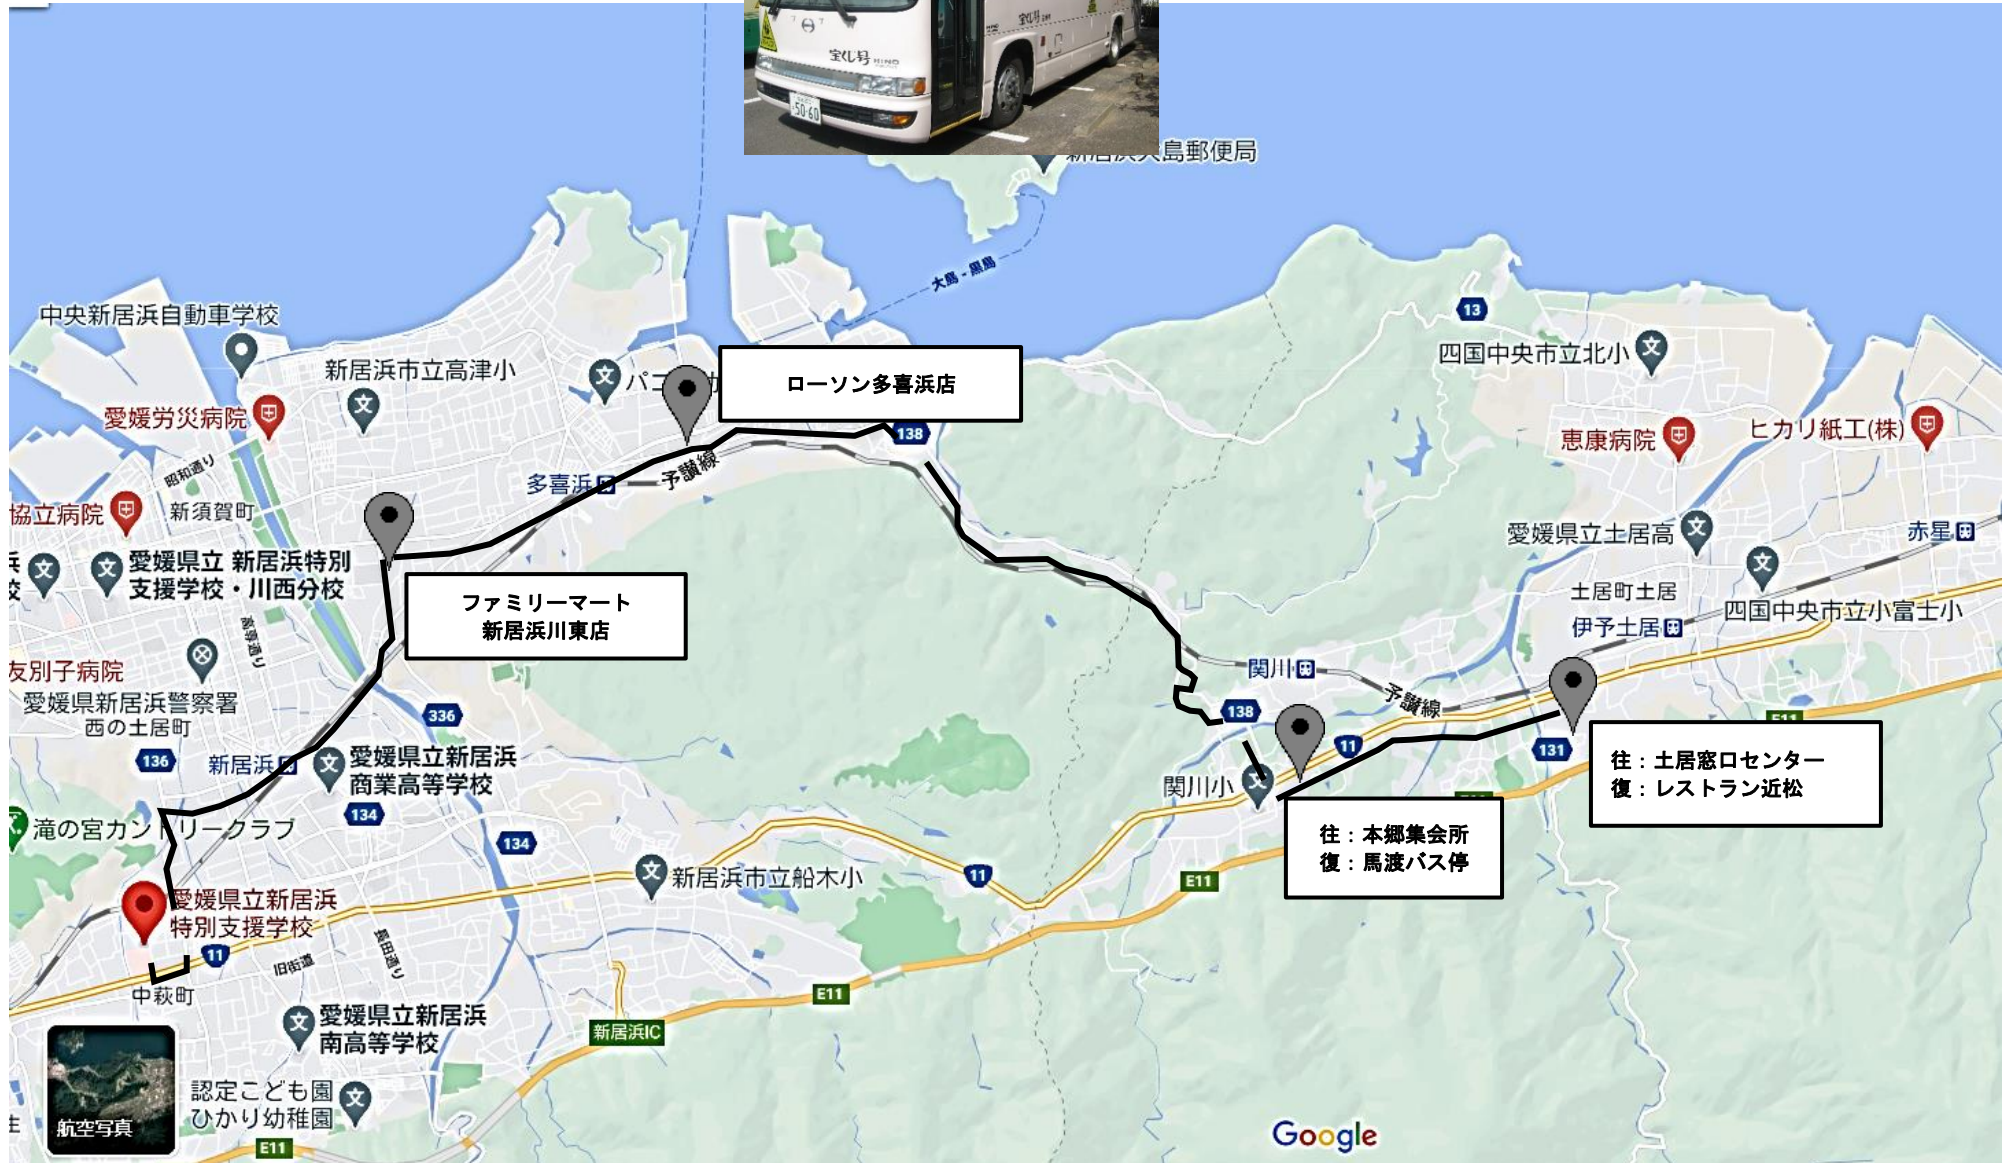 宝くじ号 HINO
宝くじ号
50-60
島郵便局
大島 - 黒島
中央新居浜自動車学校
新居浜市立高津小
愛媛労災病院
昭和通り
新須賀町
協立病院
愛媛県立 新居浜特別
支援学校・川西分校
ローソン多喜浜店
138
多喜浜
予讃線
ファミリーマート
新居浜川東店
13
四国中央市立北小
恵康病院
ヒカリ紙工(株)
愛媛県立土居高
赤星
土居町土居
伊予土居
四国中央市立小富士小
友別子病院
愛媛県新居浜警察署
西の土居町
136
新居浜
336
愛媛県立新居浜
商業高等学校
134
134
滝の宮カントリークラブ
愛媛県立新居浜
特別支援学校
11
旧街道
中萩町
新居浜市立船木小
11
関川
予讃線
138
11
関川小
131
E11
往：土居窓口センター
復：レストラン近松
往：本郷集会所
復：馬渡バス停
E11
E11
新居浜IC
愛媛県立新居浜
南高等学校
認定こども園
ひかり幼稚園
E11
航空写真
Google